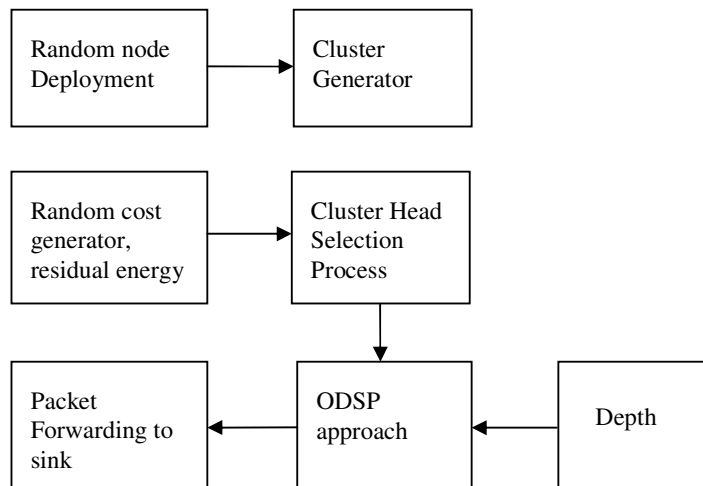 Random node
Deployment
Cluster
Generator
Random cost
generator,
residual energy
Cluster Head
Selection
Process
Packet
Forwarding to
sink
ODSP
approach
Depth